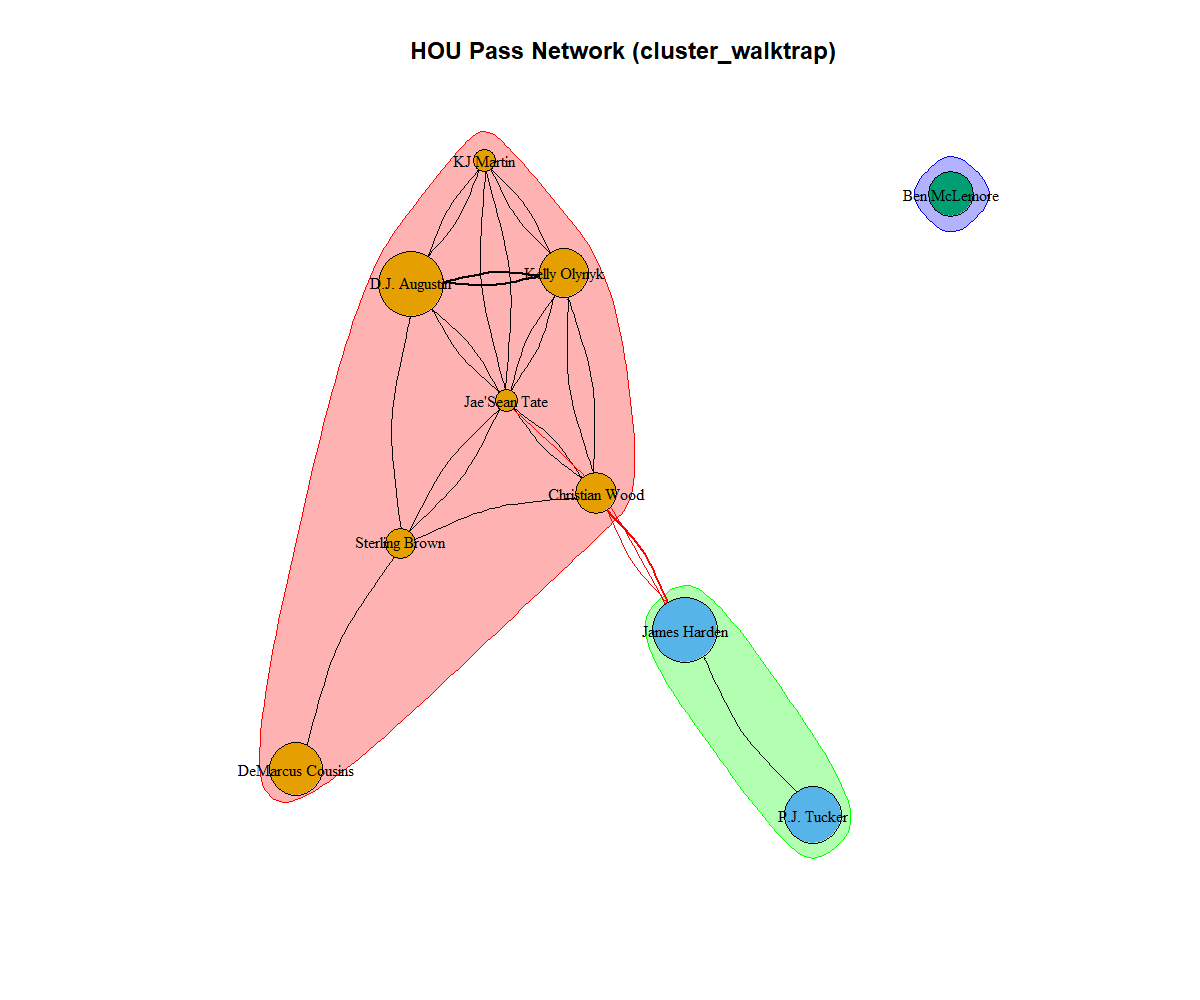 HOU Pass Network (cluster_walktrap)
KJ Martin
Ben McLemore
D.J. Augustin
Kelly Olynyk
Jae'Sean Tate
Christian Wood
Sterling Brown
James Harden
DeMarcus Cousins
P.J. Tucker